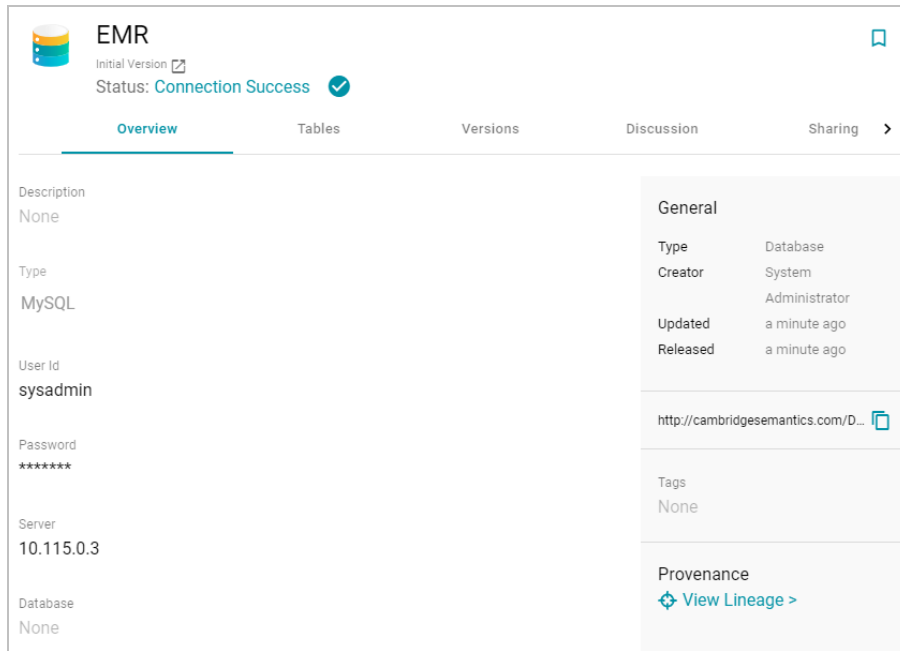 EMR
Initial Version
Status: Connection Success
Overview Tables Versions Discussion Sharing
Description
None
Type
MySQL
User Id
sysadmin
Password
*******
Server
10.115.0.3
Database
None
General
Type Database
Creator System
Administrator
Updated a minute ago
Released a minute ago
http://cambridgesemantics.com/D...
Tags
None
Provenance
View Lineage >